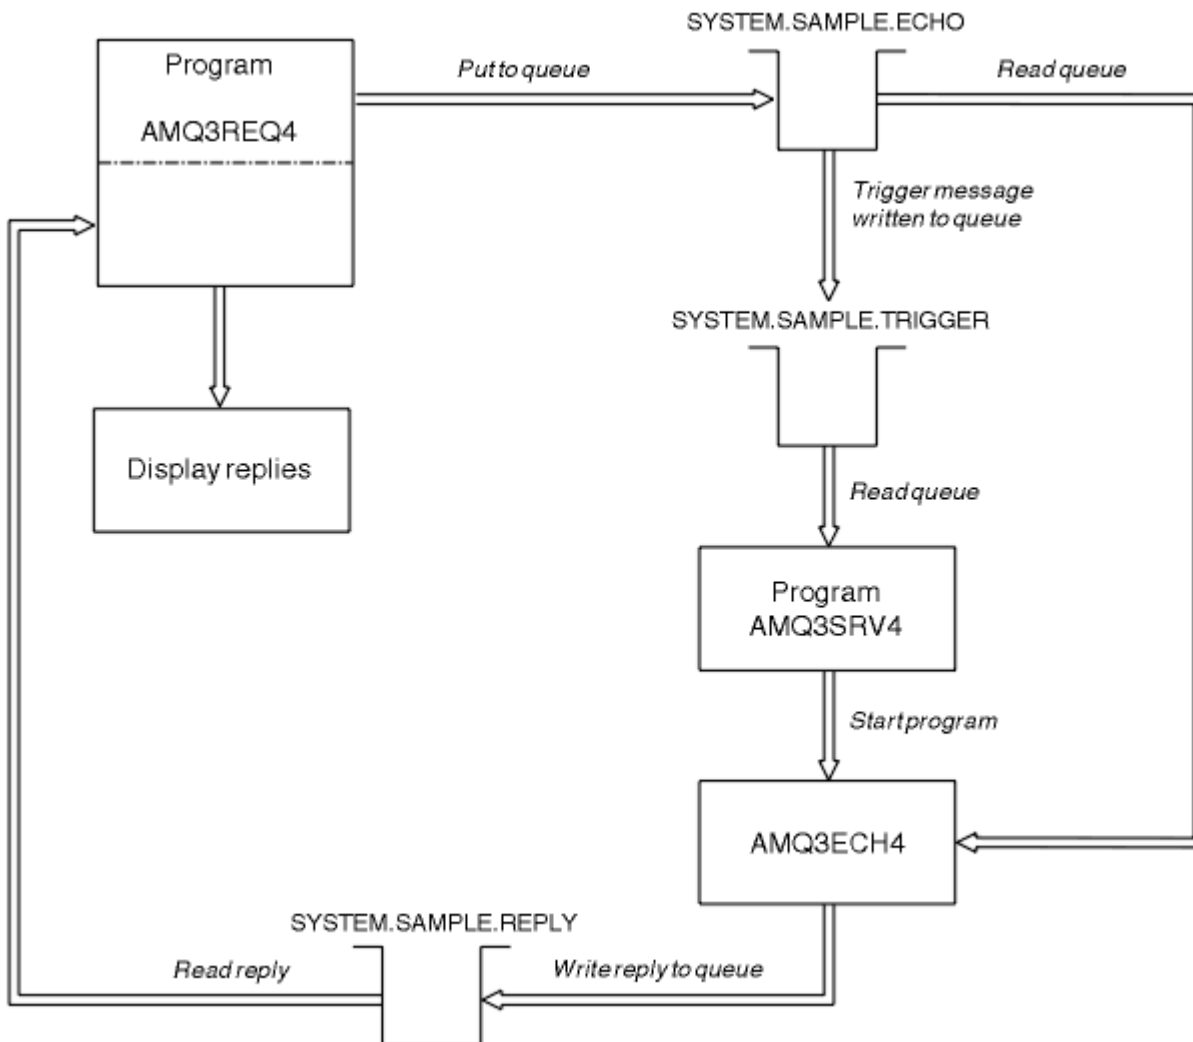 SYSTEM.SAMPLE.ECHO
Program
AMQ3REQ4
Put to queue
Read queue
Trigger message
written to queue
SYSTEM.SAMPLE.TRIGGER
Display replies
Read queue
Program
AMQ3SRV4
Start program
AMQ3ECH4
SYSTEM.SAMPLE.REPLY
Read reply
Write reply to queue